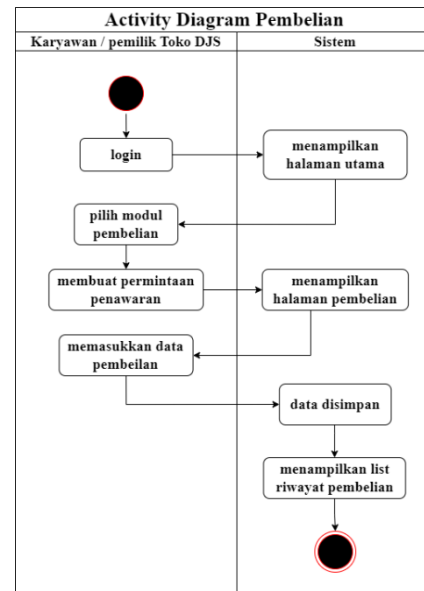 Activity Diagram Pembelian
Karyawan / pemilik Toko DJS
Sistem
login
menampilkan
halaman utama
pilih modul
pembelian
membuat permintaan
penawaran
menampilkan
halaman pembelian
memasukkan data
pembeilan
data disimpan
menampilkan list
riwayat pembelian